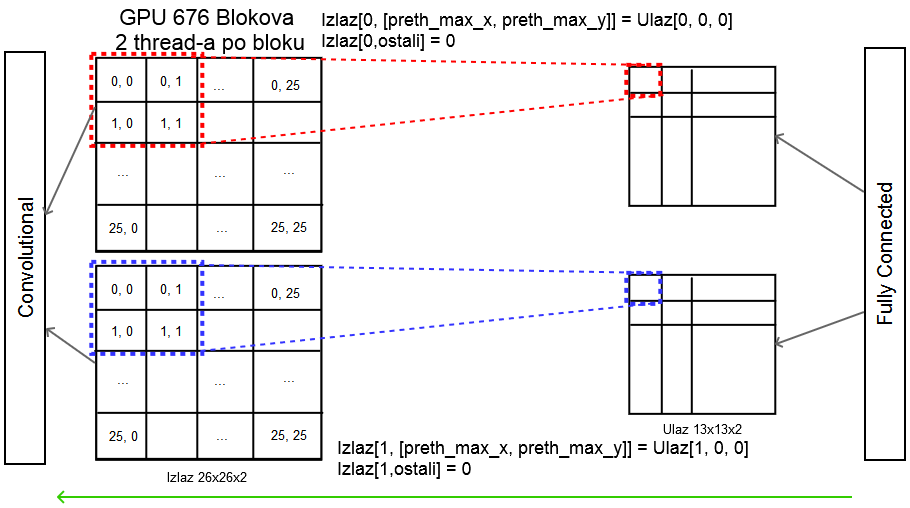 GPU 676 Blokova
2 thread-a po bloku
Izlaz[0, [preth_max_x, preth_max_y]] = Ulaz[0, 0, 0]
Izlaz[0,ostali] = 0
Convolutional
0, 0 0, 1 ... 0, 25
1, 0 1, 1
... ... ...
25, 0 ... 25, 25
0, 0 0, 1 ... 0, 25
1, 0 1, 1
... ... ...
25, 0 ... 25, 25
Izlaz 26x26x2
Fully Connected
Ulaz 13x13x2
Izlaz[1, [preth_max_x, preth_max_y]] = Ulaz[1, 0, 0]
Izlaz[1,ostali] = 0